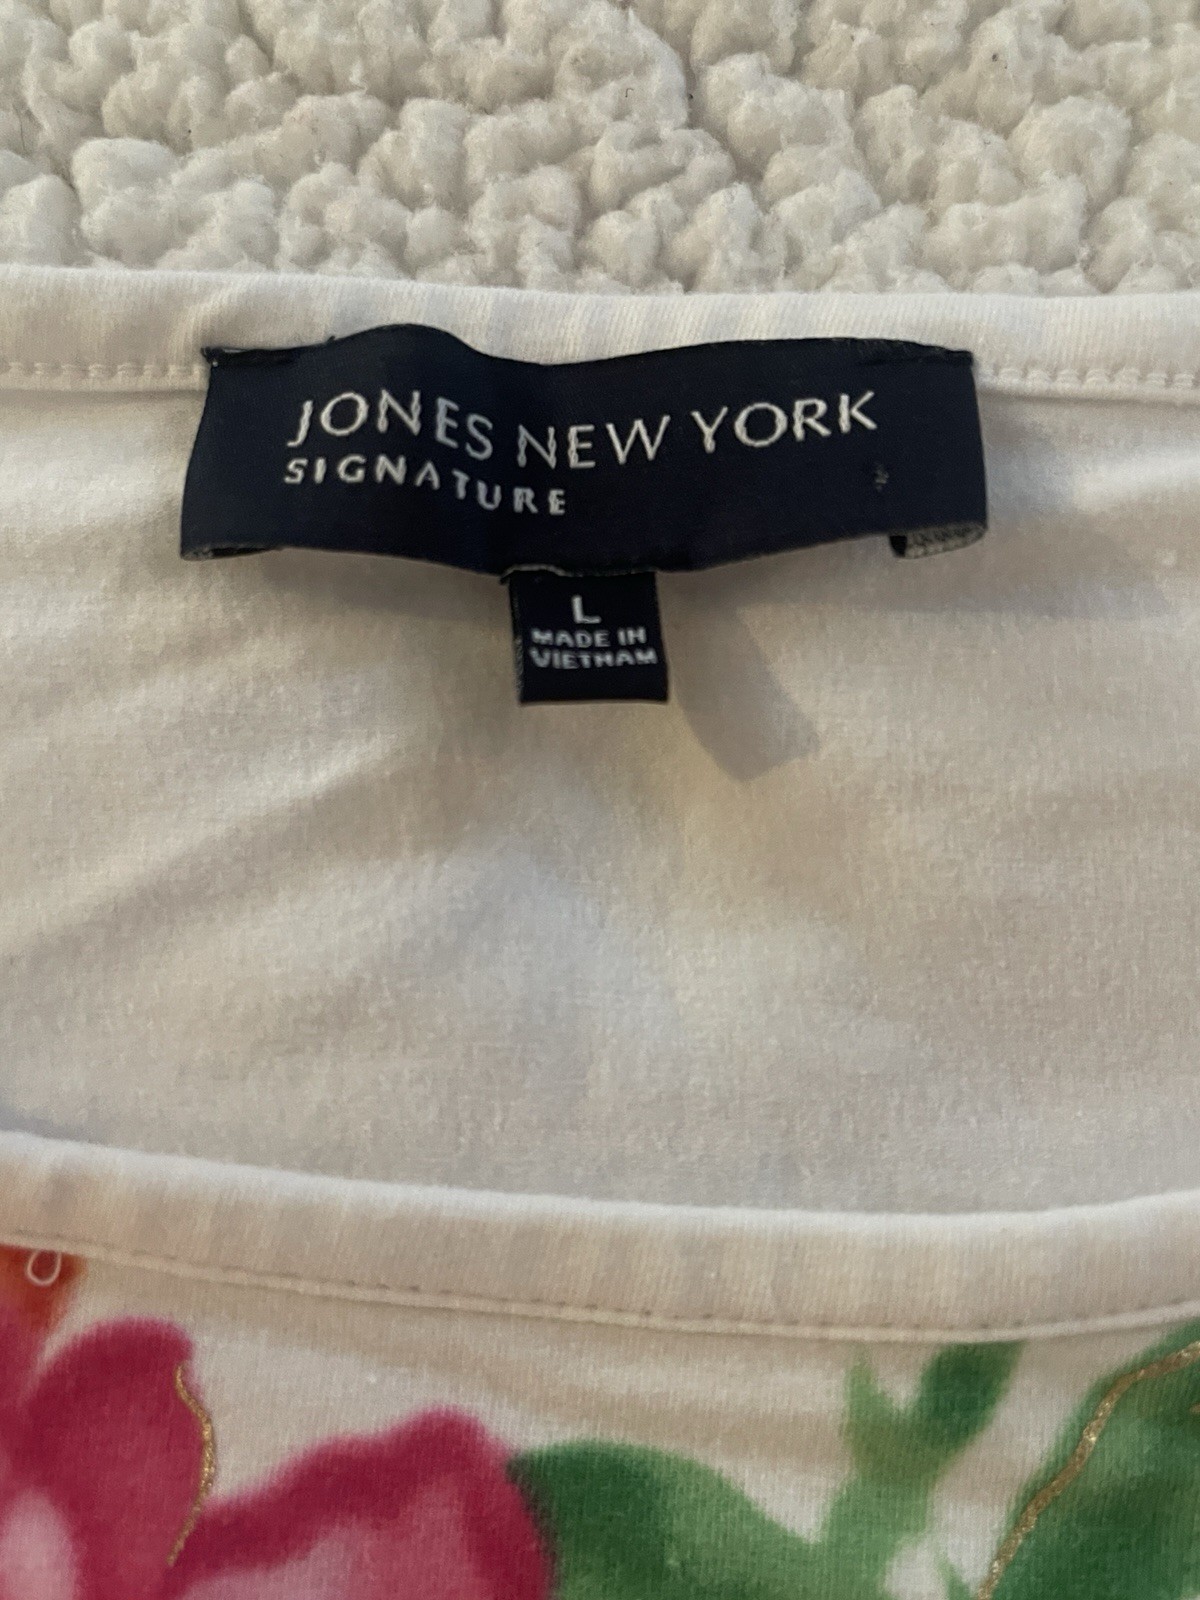 JONES NEW YORK
SIGNATURE
L
MADE IN
VIETNAM